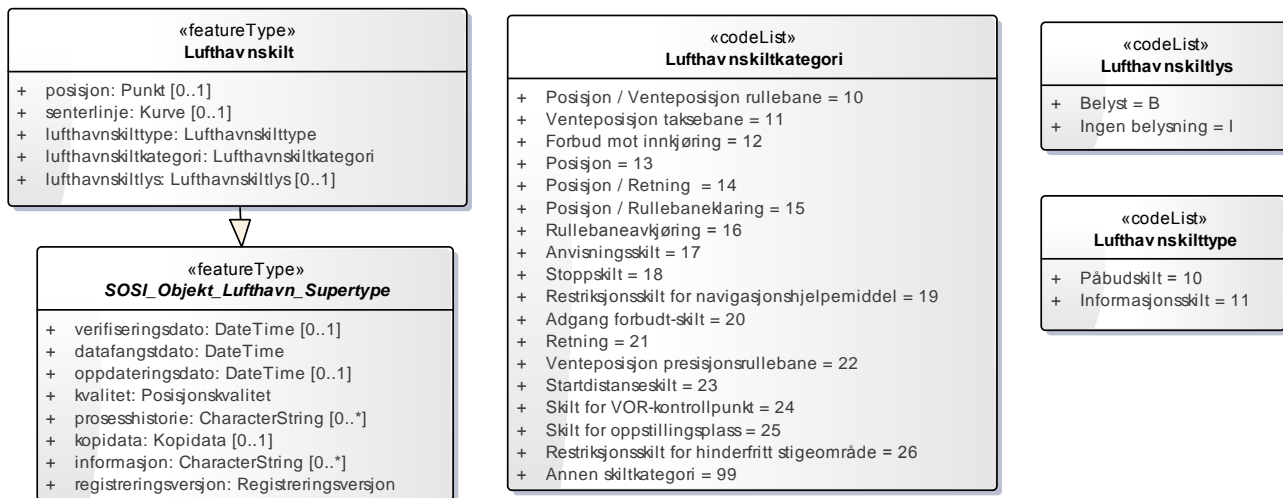 «featureType»
Lufthavnskilt
+ posisjon: Punkt [0..1]
+ senterlinje: Kurve [0..1]
+ lufthavnskilttype: Lufthavnskilttype
+ lufthavnskiltkategori: Lufthavnskiltkategori
+ lufthavnskiltlys: Lufthavnskiltlys [0..1]
«featureType»
SOSI_Objekt_Lufthavn_Supertype
+ verifiseringsdato: DateTime [0..1]
+ datafangstdato: DateTime
+ oppdateringsdato: DateTime [0..1]
+ kvalitet: Posisjonskvalitet
+ prosesshistorie: CharacterString [0..*]
+ kopidata: Kopidata [0..1]
+ informasjon: CharacterString [0..*]
+ registreringsversjon: Registreringsversjon
«codeList»
Lufthavnskiltkategori
+ Posisjon / Venteposisjon rullebane = 10
+ Venteposisjon taksebane = 11
+ Forbud mot innkjøring = 12
+ Posisjon = 13
+ Posisjon / Retning = 14
+ Posisjon / Rullebaneklaring = 15
+ Rullebaneavkjøring = 16
+ Anvisningsskilt = 17
+ Stoppskilt = 18
+ Restriksjonsskilt for navigasjonshjelpemiddel = 19
+ Adgang forbudt-skilt = 20
+ Retning = 21
+ Venteposisjon presisjonsrullebane = 22
+ Startdistanseskilt = 23
+ Skilt for VOR-kontrollpunkt = 24
+ Skilt for oppstillingsplass = 25
+ Restriksjonsskilt for hinderfritt stigeområde = 26
+ Annen skiltkategori = 99
«codeList»
Lufthavnskiltlys
+ Belyst = B
+ Ingen belysning = I
«codeList»
Lufthavnskilttype
+ Påbudskilt = 10
+ Informasjonsskilt = 11